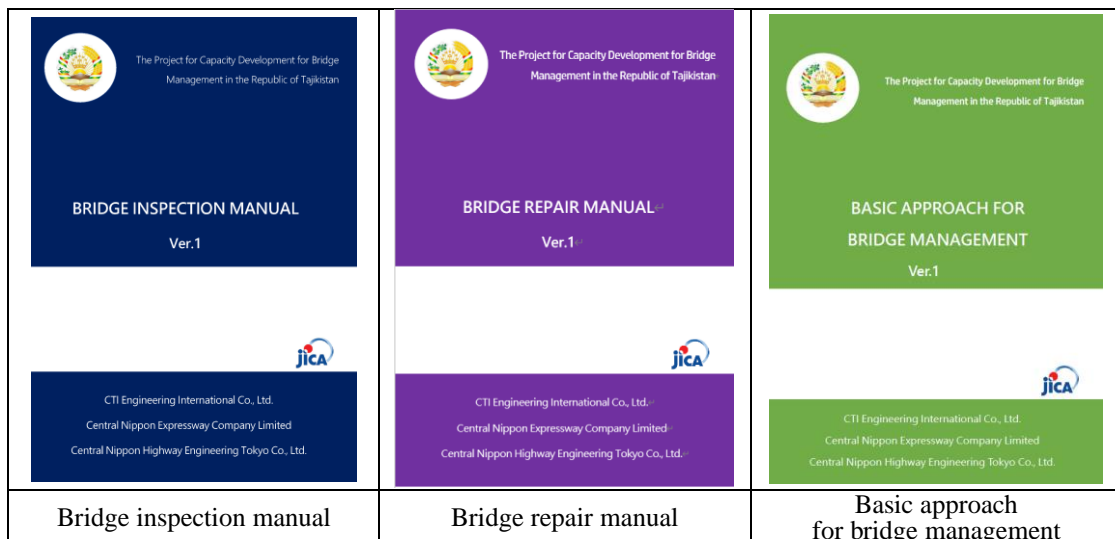 The Project for Capacity Development for Bridge
Management in the Republic of Tajikistan
BRIDGE INSPECTION MANUAL
Ver.1
jICA
CTI Engineering International Co., Ltd.
Central Nippon Expressway Company Limited
Central Nippon Highway Engineering Tokyo Co., Ltd.
Bridge inspection manual
The Project for Capacity Development for Bridge
Management in the Republic of Tajikistan
BRIDGE REPAIR MANUAL↵
Ver.1↵
jICA
CTI Engineering International Co., Ltd.↵
Central Nippon Expressway Company Limited↵
Central Nippon Highway Engineering Tokyo Co., Ltd.↵
Bridge repair manual
The Project for Capacity Development for Bridge
Management in the Republic of Tajikistan
BASIC APPROACH FOR
BRIDGE MANAGEMENT
Ver.1
jICA
CTI Engineering International Co., Ltd.
Central Nippon Expressway Company Limited
Central Nippon Highway Engineering Tokyo Co., Ltd.
Basic approach
for bridge management